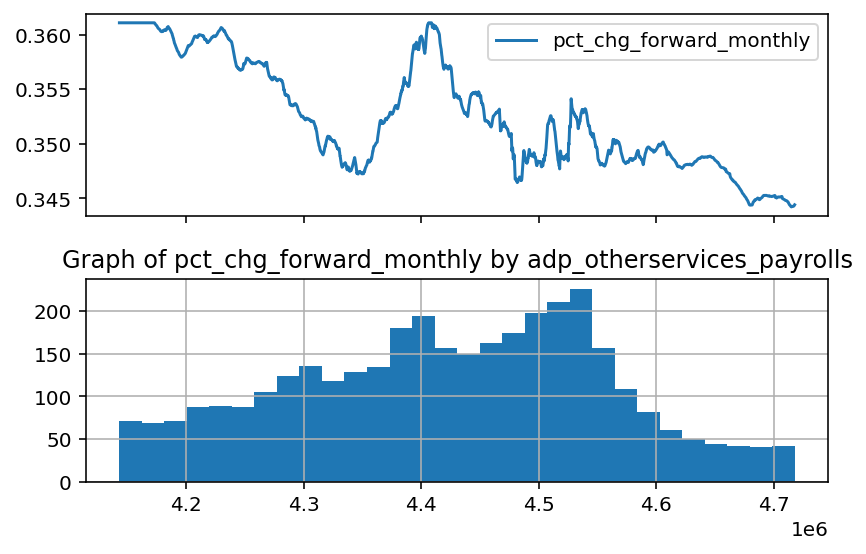 0.360
0.355
0.350
0.345
pct_chg_forward_monthly
Graph of pct_chg_forward_monthly by adp_otherservices_payrolls
200
150
100
50
0
4.2 4.3 4.4 4.5 4.6 4.7
1e6